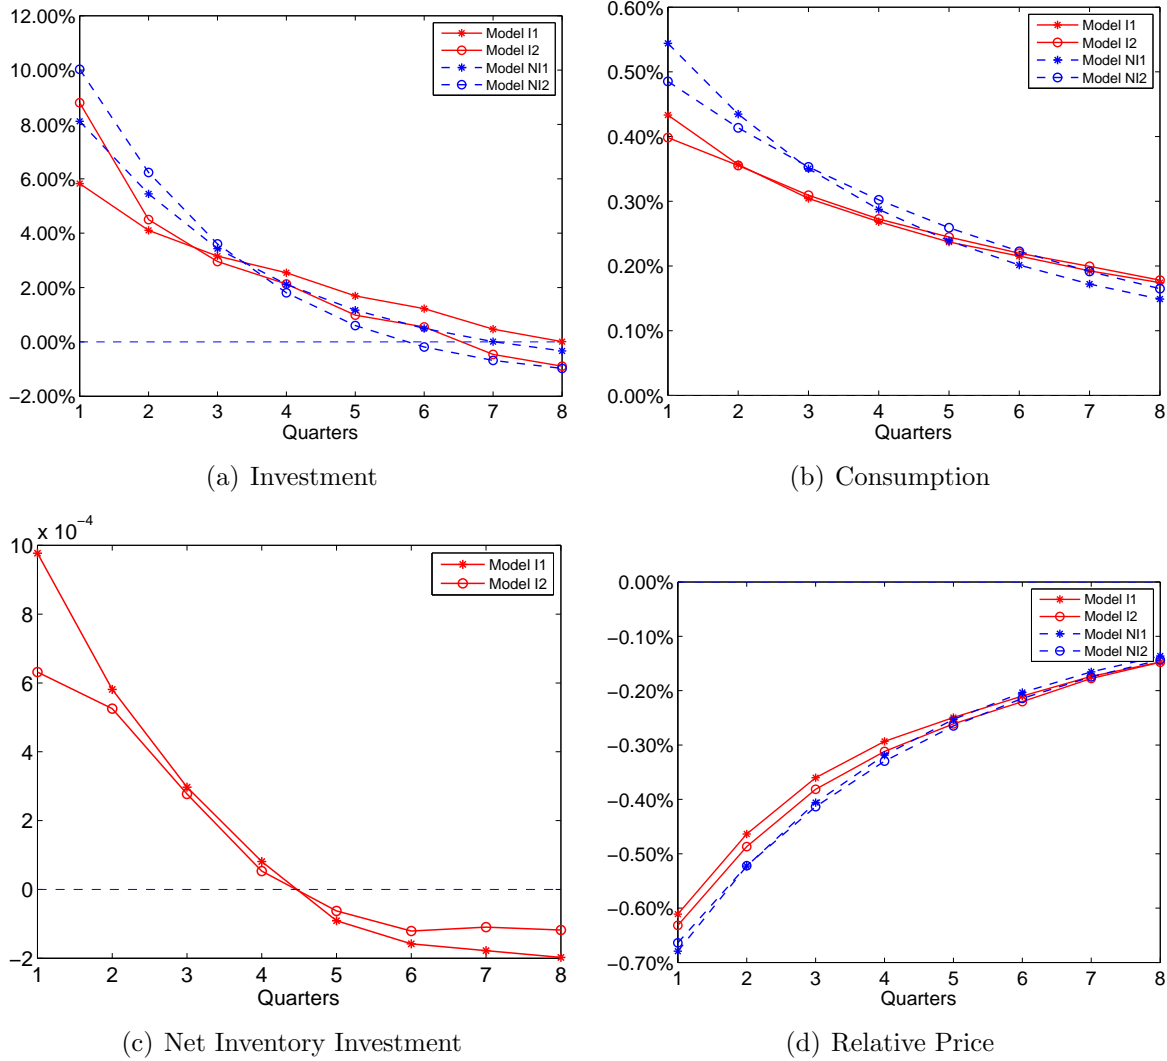 12.00%
10.00%
8.00%
6.00%
4.00%
2.00%
0.00%
−2.00%
1 2 3 4 5 6 7 8
Quarters
Model I1
Model I2
Model NI1
Model NI2
(a) Investment
0.60%
0.50%
0.40%
0.30%
0.20%
0.10%
0.00%
1 2 3 4 5 6 7 8
Quarters
Model I1
Model I2
Model NI1
Model NI2
(b) Consumption
x 10−4
10
8
6
4
2
0
−2
1 2 3 4 5 6 7 8
Quarters
Model I1
Model I2
(c) Net Inventory Investment
0.00%
−0.10%
−0.20%
−0.30%
−0.40%
−0.50%
−0.60%
−0.70%
1 2 3 4 5 6 7 8
Quarters
Model I1
Model I2
Model NI1
Model NI2
(d) Relative Price